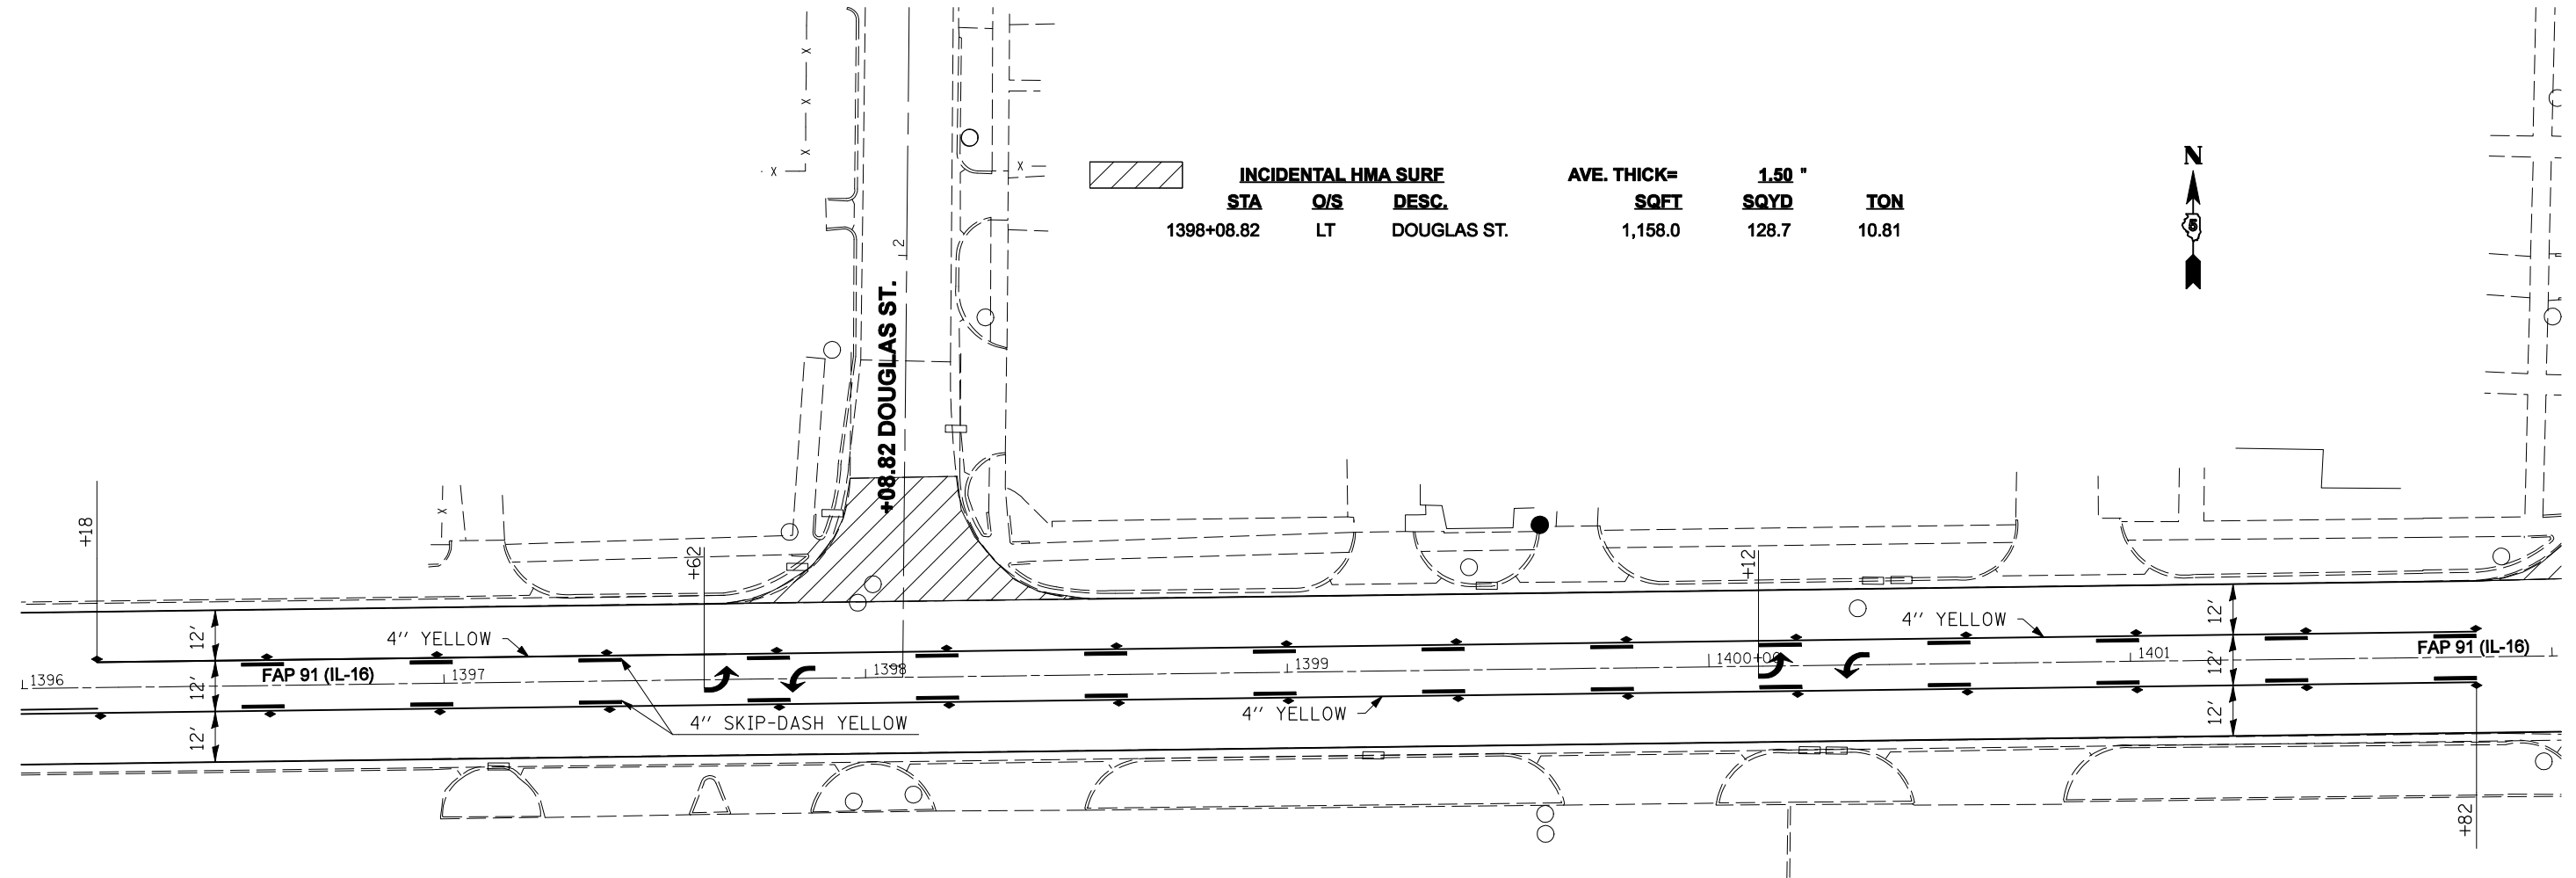 N
5
INCIDENTAL HMA SURF AVE. THICK= 1.50 "
STA O/S DESC. SQFT SQYD TON
1398+08.82 LT DOUGLAS ST. 1,158.0 128.7 10.81
X
X
X
X
X
2
+08.82 DOUGLAS ST.
X
+18
+62
+12
12'
4'' YELLOW
4'' YELLOW
12'
12'
FAP 91 (IL-16)
1396
1397
1398
1399
1400+00
1401
12'
FAP 91 (IL-16)
12'
4'' SKIP-DASH YELLOW
4'' YELLOW
12'
+82